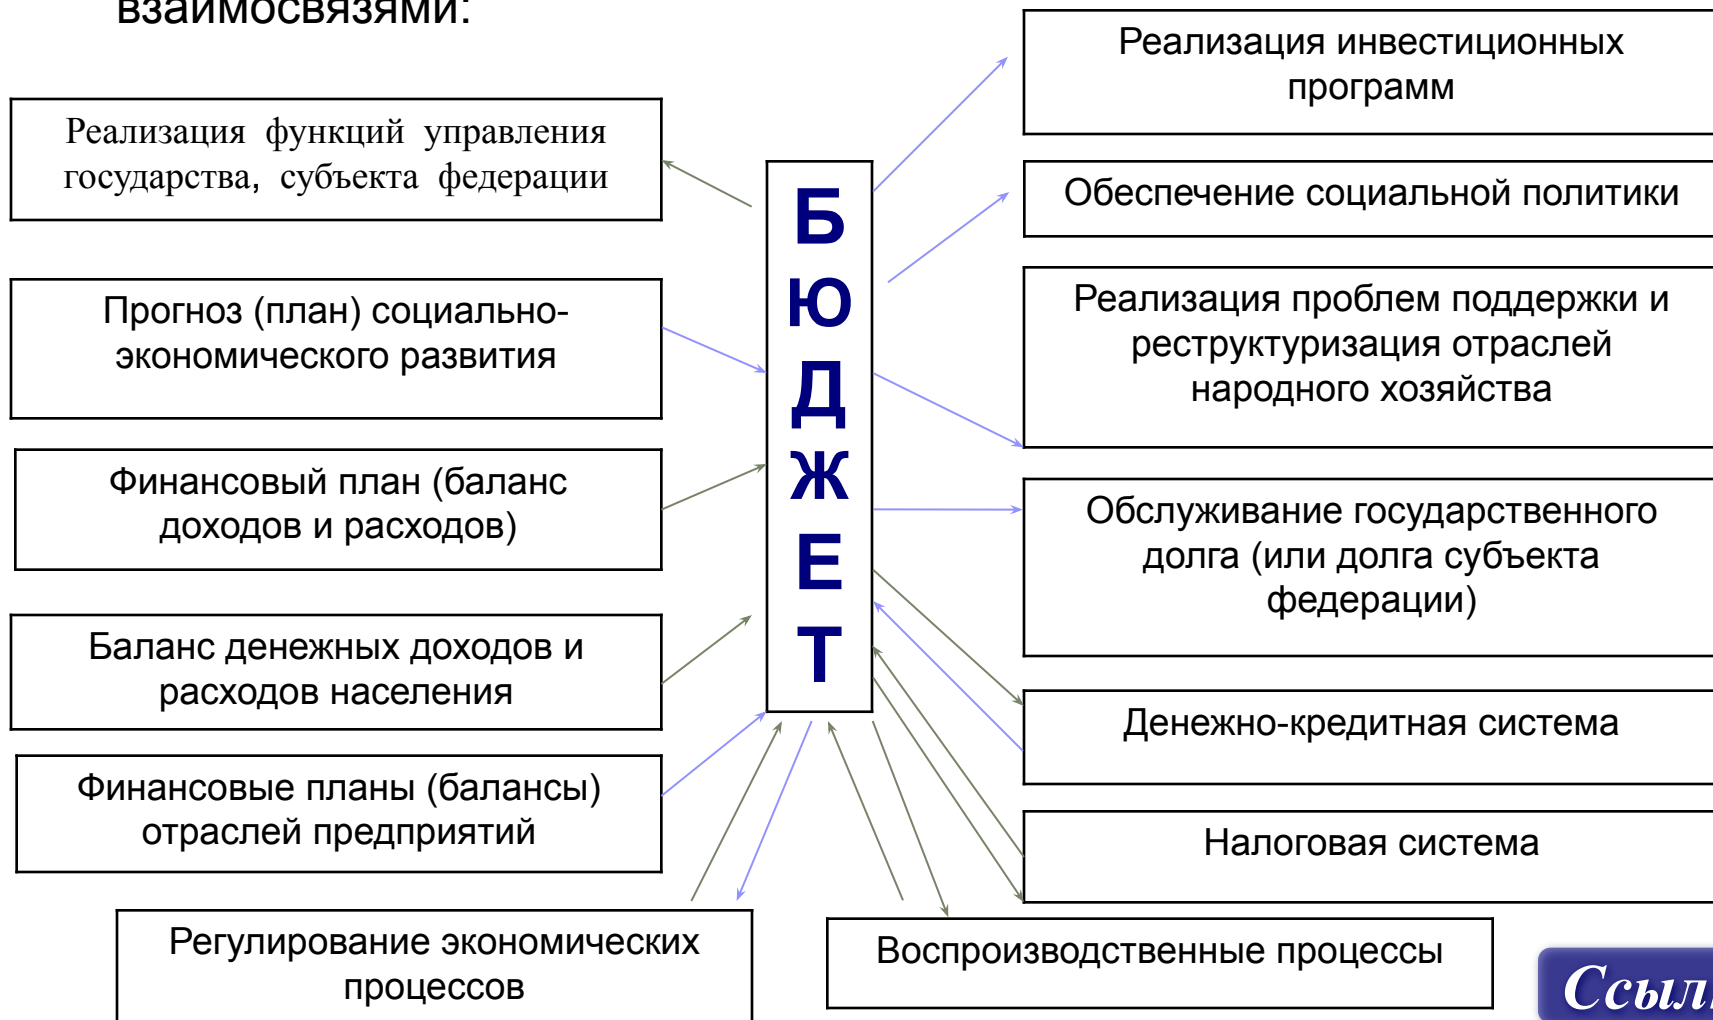 взаимосвязями:
Реализация функций управления
государства, субъекта федерации
Прогноз (план) социально-
экономического развития
Финансовый план (баланс
доходов и расходов)
Баланс денежных доходов и
расходов населения
Финансовые планы (балансы)
отраслей предприятий
Регулирование экономических
процессов
Б
Ю
Д
Ж
Е
Т
Реализация инвестиционных
программ
Обеспечение социальной политики
Реализация проблем поддержки и
реструктуризация отраслей
народного хозяйства
Обслуживание государственного
долга (или долга субъекта
федерации)
Денежно-кредитная система
Налоговая система
Воспроизводственные процессы